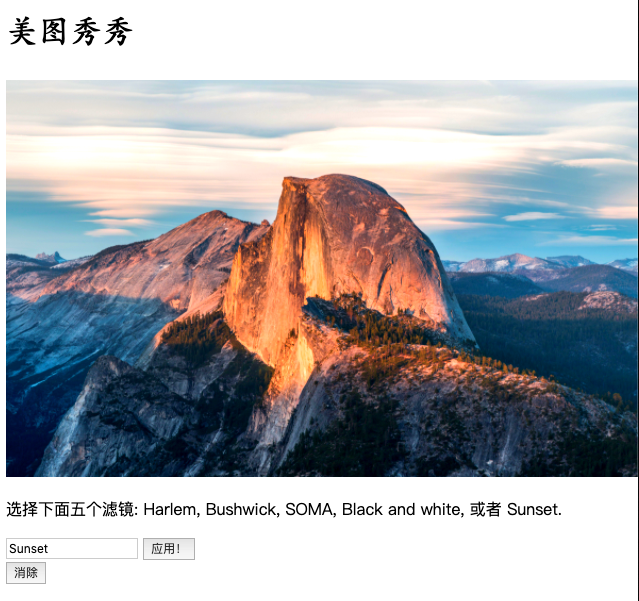 美图秀秀
选择下面五个滤镜: Harlem, Bushwick, SOMA, Black and white, 或者 Sunset.
Sunset 应用！
消除